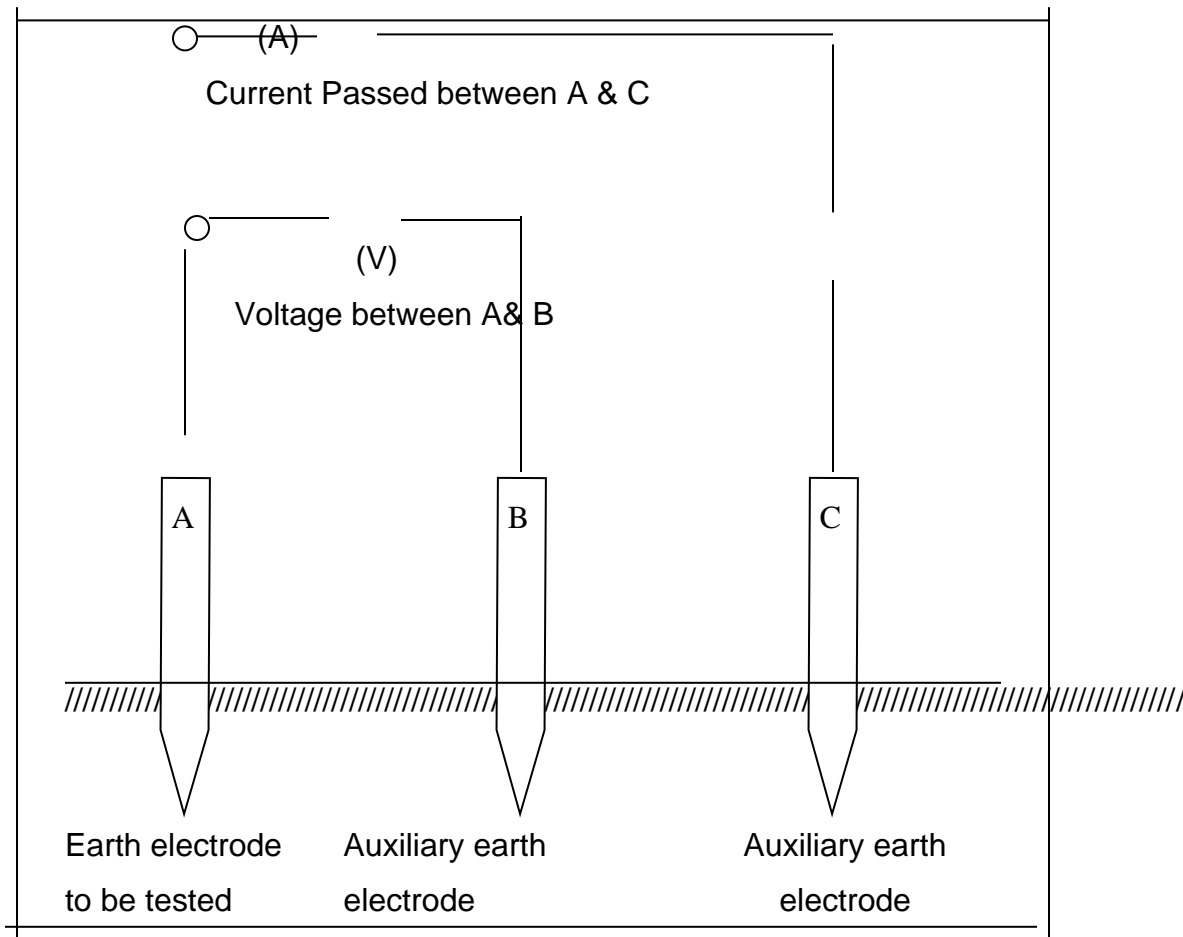 (A)
Current Passed between A & C
(V)
Voltage between A& B
A
B
C
Earth electrode
to be tested
Auxiliary earth
electrode
Auxiliary earth
electrode